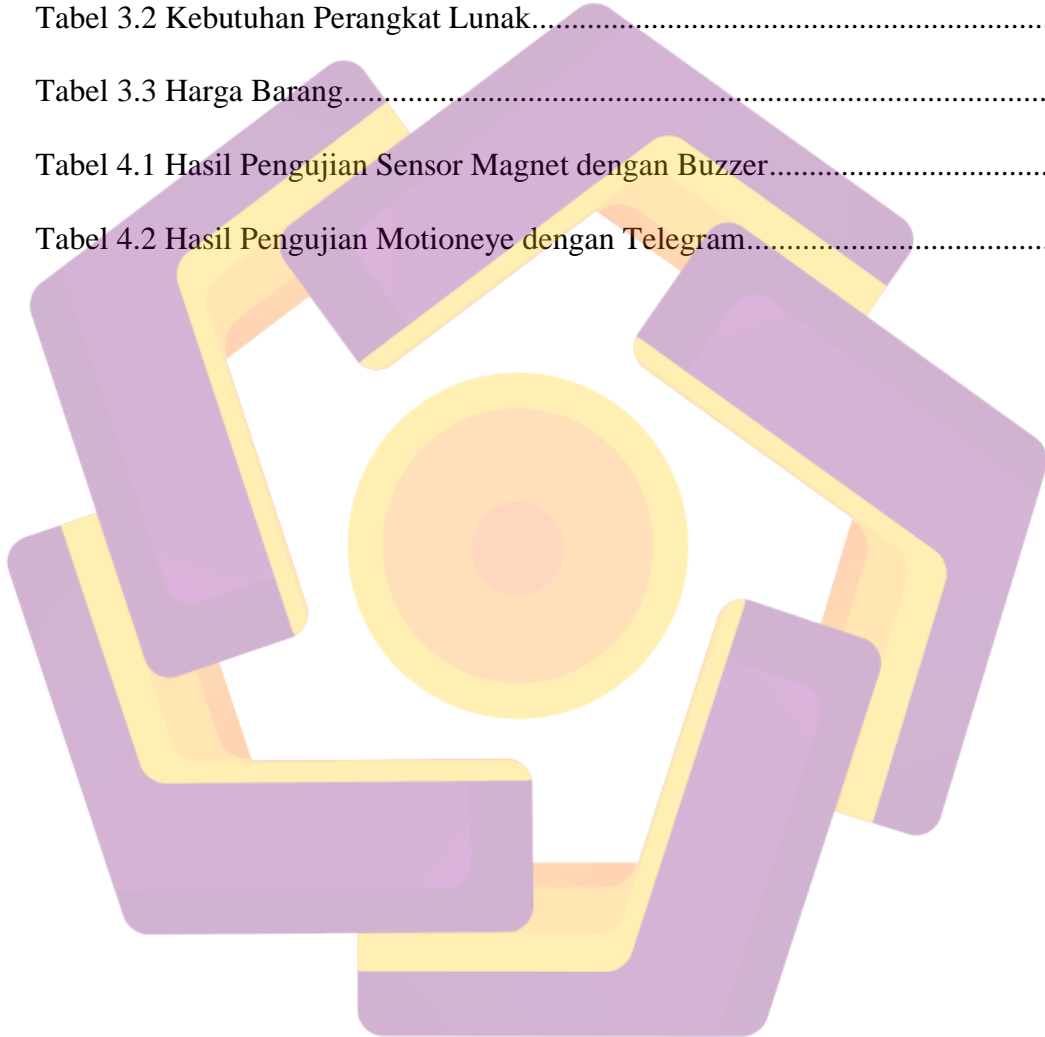 Tabel 3.2 Kebutuhan Perangkat Lunak..................................................................
Tabel 3.3 Harga Barang.........................................................................................
Tabel 4.1 Hasil Pengujian Sensor Magnet dengan Buzzer...................................
Tabel 4.2 Hasil Pengujian Motioneye dengan Telegram......................................